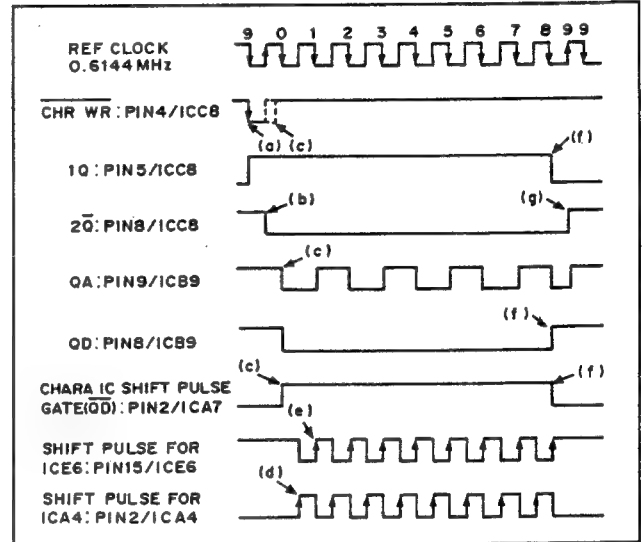 9 0 1 2 3 4 5 6 7 8 9 9
REF CLOCK
0.6144 MHz
CHR WR: PIN4/ICC8
(a) (c)
(f)
1Q: PIN5/ICC8
(b)
(g)
2Q̅: PIN8/ICC8
(c)
QA: PIN9/ICB9
(f)
QD: PIN8/ICB9
CHARA IC SHIFT PULSE
(c)
(f)
GATE(Q̅D̅): PIN2/ICA7
(e)
SHIFT PULSE FOR
ICE6: PIN15/ICE6
(d)
SHIFT PULSE FOR
ICA4: PIN2/ICA4